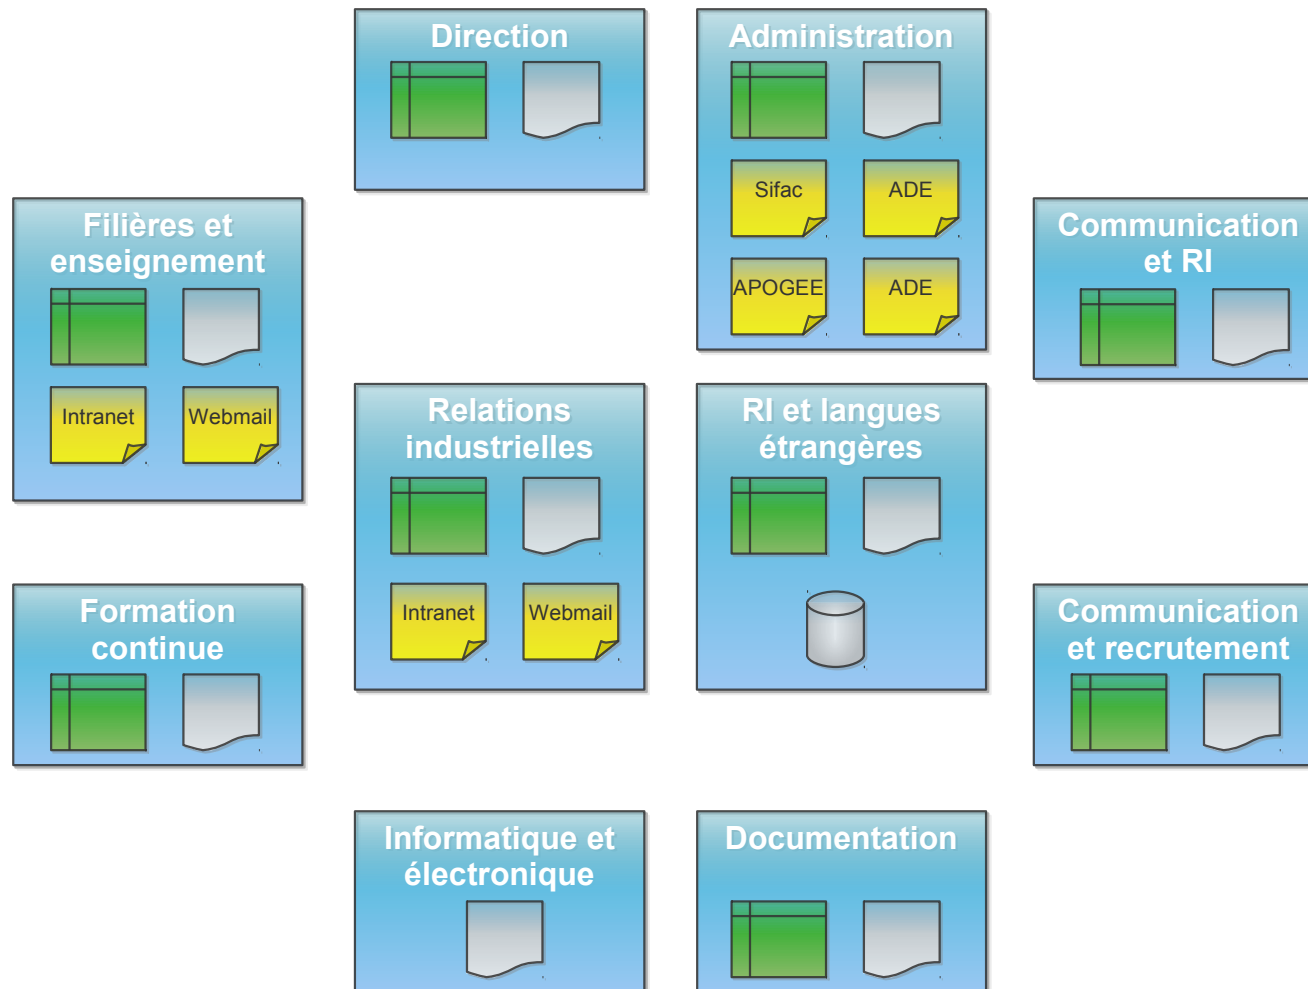 Direction
Administration
Sifac
ADE
APOGEE
ADE
Filières et
enseignement
Intranet
Webmail
Communication
et RI
Relations
industrielles
Intranet
Webmail
RI et langues
étrangères
Formation
continue
Communication
et recrutement
Informatique et
électronique
Documentation